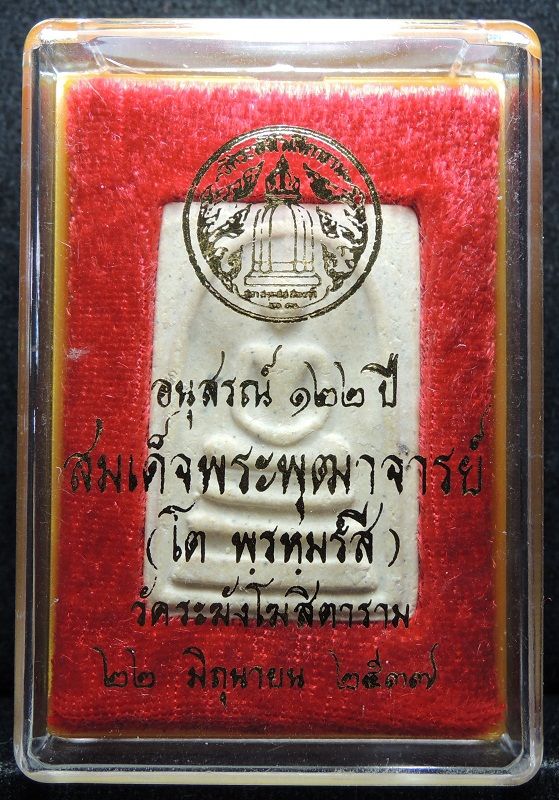 อนุสรณ์ ๑๒๒ ปี
สมเด็จพระพุฒาจารย์
(โต พฺรหฺมรํสี)
วัดระฆังโฆสิตาราม
๒๒ มิถุนายน ๒๕๓๗